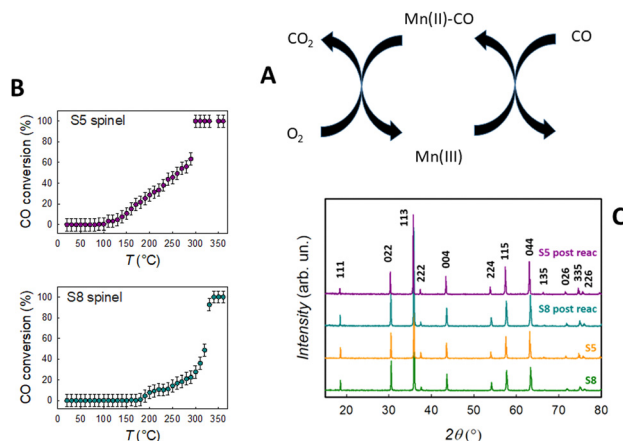 A
CO2
Mn(II)-CO
CO
O2
Mn(III)
B
S5 spinel
CO conversion (%)
100
80
60
40
20
0
0 50 100 150 200 250 300 350
T (°C)
S8 spinel
CO conversion (%)
100
80
60
40
20
0
0 50 100 150 200 250 300 350
T (°C)
C
Intensity (arb. un.)
111
022
113
222
004
224
115
044
135
026
335
226
S5 post reac
S8 post reac
S5
S8
20 30 40 50 60 70 80
2θ (°)